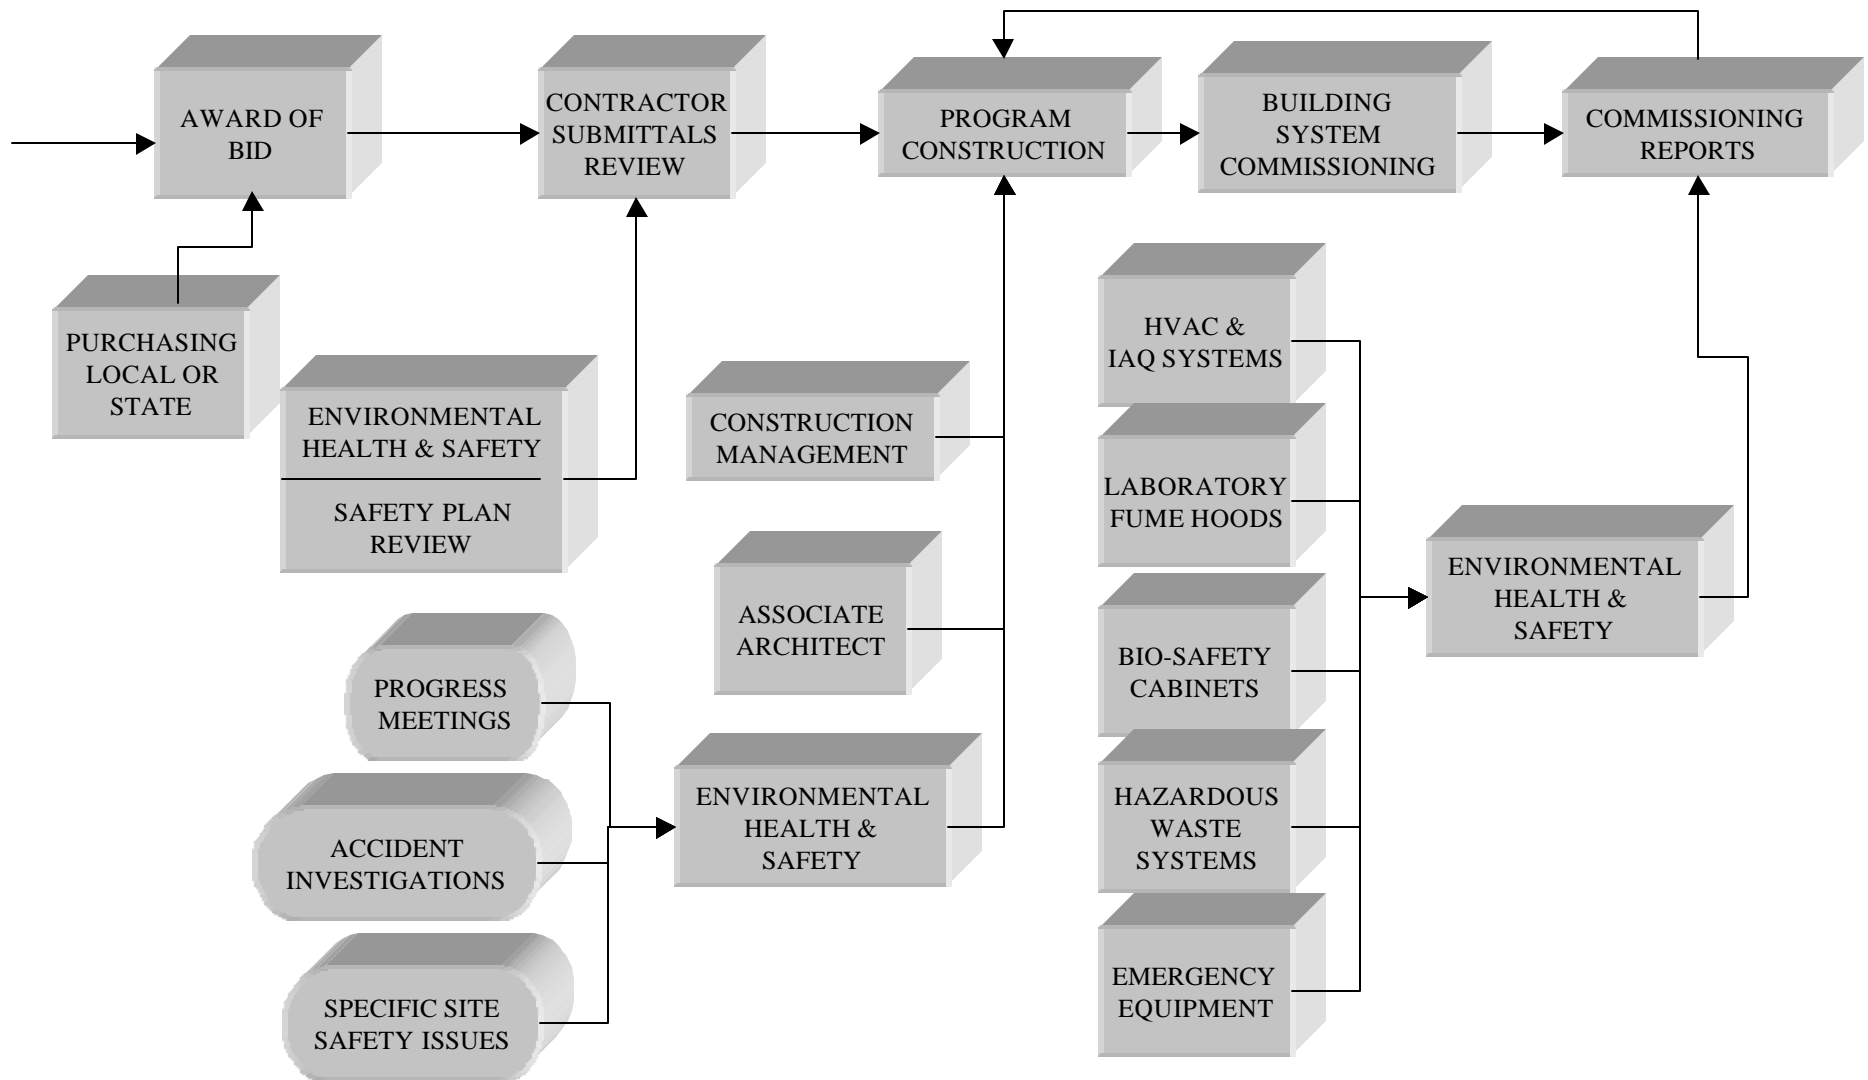 AWARD OF
BID
CONTRACTOR
SUBMITTALS
REVIEW
PROGRAM
CONSTRUCTION
BUILDING
SYSTEM
COMMISSIONING
COMMISSIONING
REPORTS
PURCHASING
LOCAL OR
STATE
ENVIRONMENTAL
HEALTH & SAFETY
SAFETY PLAN
REVIEW
CONSTRUCTION
MANAGEMENT
ASSOCIATE
ARCHITECT
PROGRESS
MEETINGS
ACCIDENT
INVESTIGATIONS
SPECIFIC SITE
SAFETY ISSUES
ENVIRONMENTAL
HEALTH &
SAFETY
HVAC &
IAQ SYSTEMS
LABORATORY
FUME HOODS
BIO-SAFETY
CABINETS
HAZARDOUS
WASTE
SYSTEMS
EMERGENCY
EQUIPMENT
ENVIRONMENTAL
HEALTH &
SAFETY